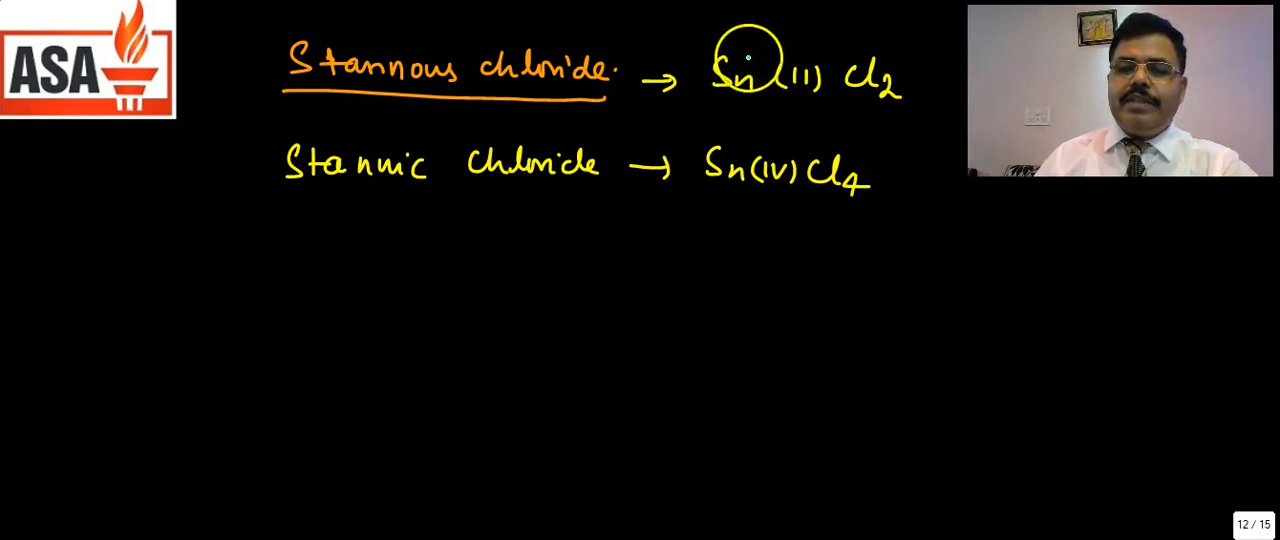 ASA
Stannous chloride. → Sn(II) Cl2
Stannic chloride → Sn(IV) Cl4
12 / 15